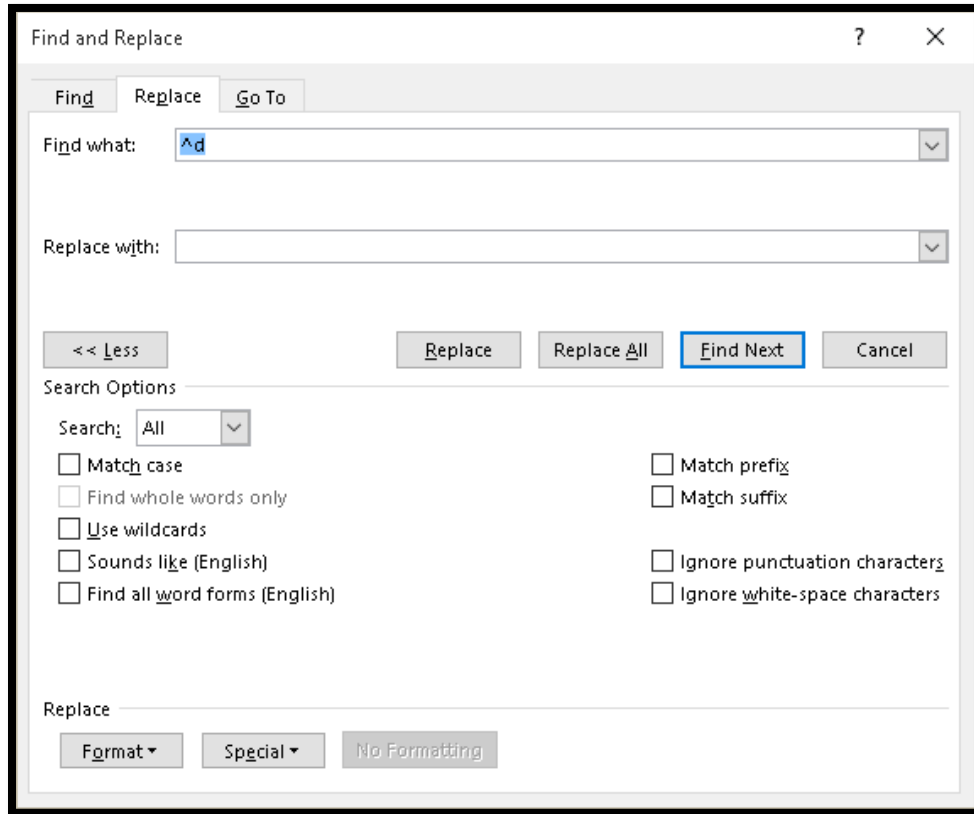 Find and Replace ?
Find Replace Go To
Find what: ^d
Replace with:
<< Less Replace Replace All Find Next Cancel
Search Options
Search: All
Match case Match prefix
Find whole words only Match suffix
Use wildcards
Sounds like (English) Ignore punctuation characters
Find all word forms (English) Ignore white-space characters
Replace
Format Special No Formatting